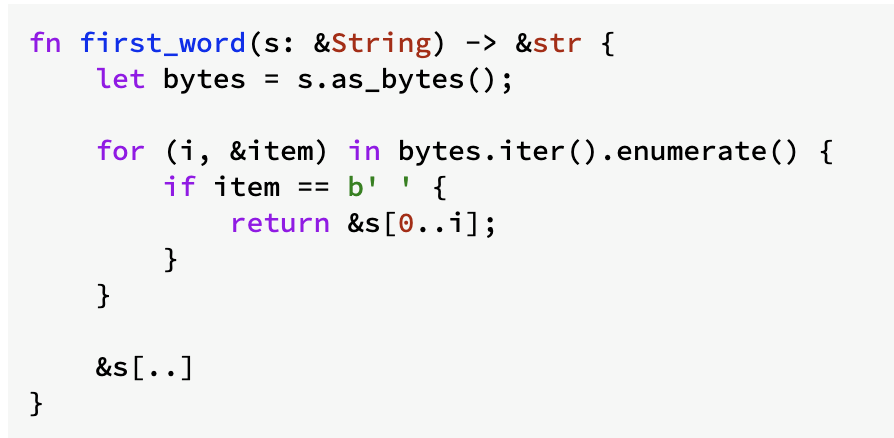 fn first_word(s: &String) -> &str {
    let bytes = s.as_bytes();

    for (i, &item) in bytes.iter().enumerate() {
        if item == b' ' {
            return &s[0..i];
        }
    }

    &s[..]
}